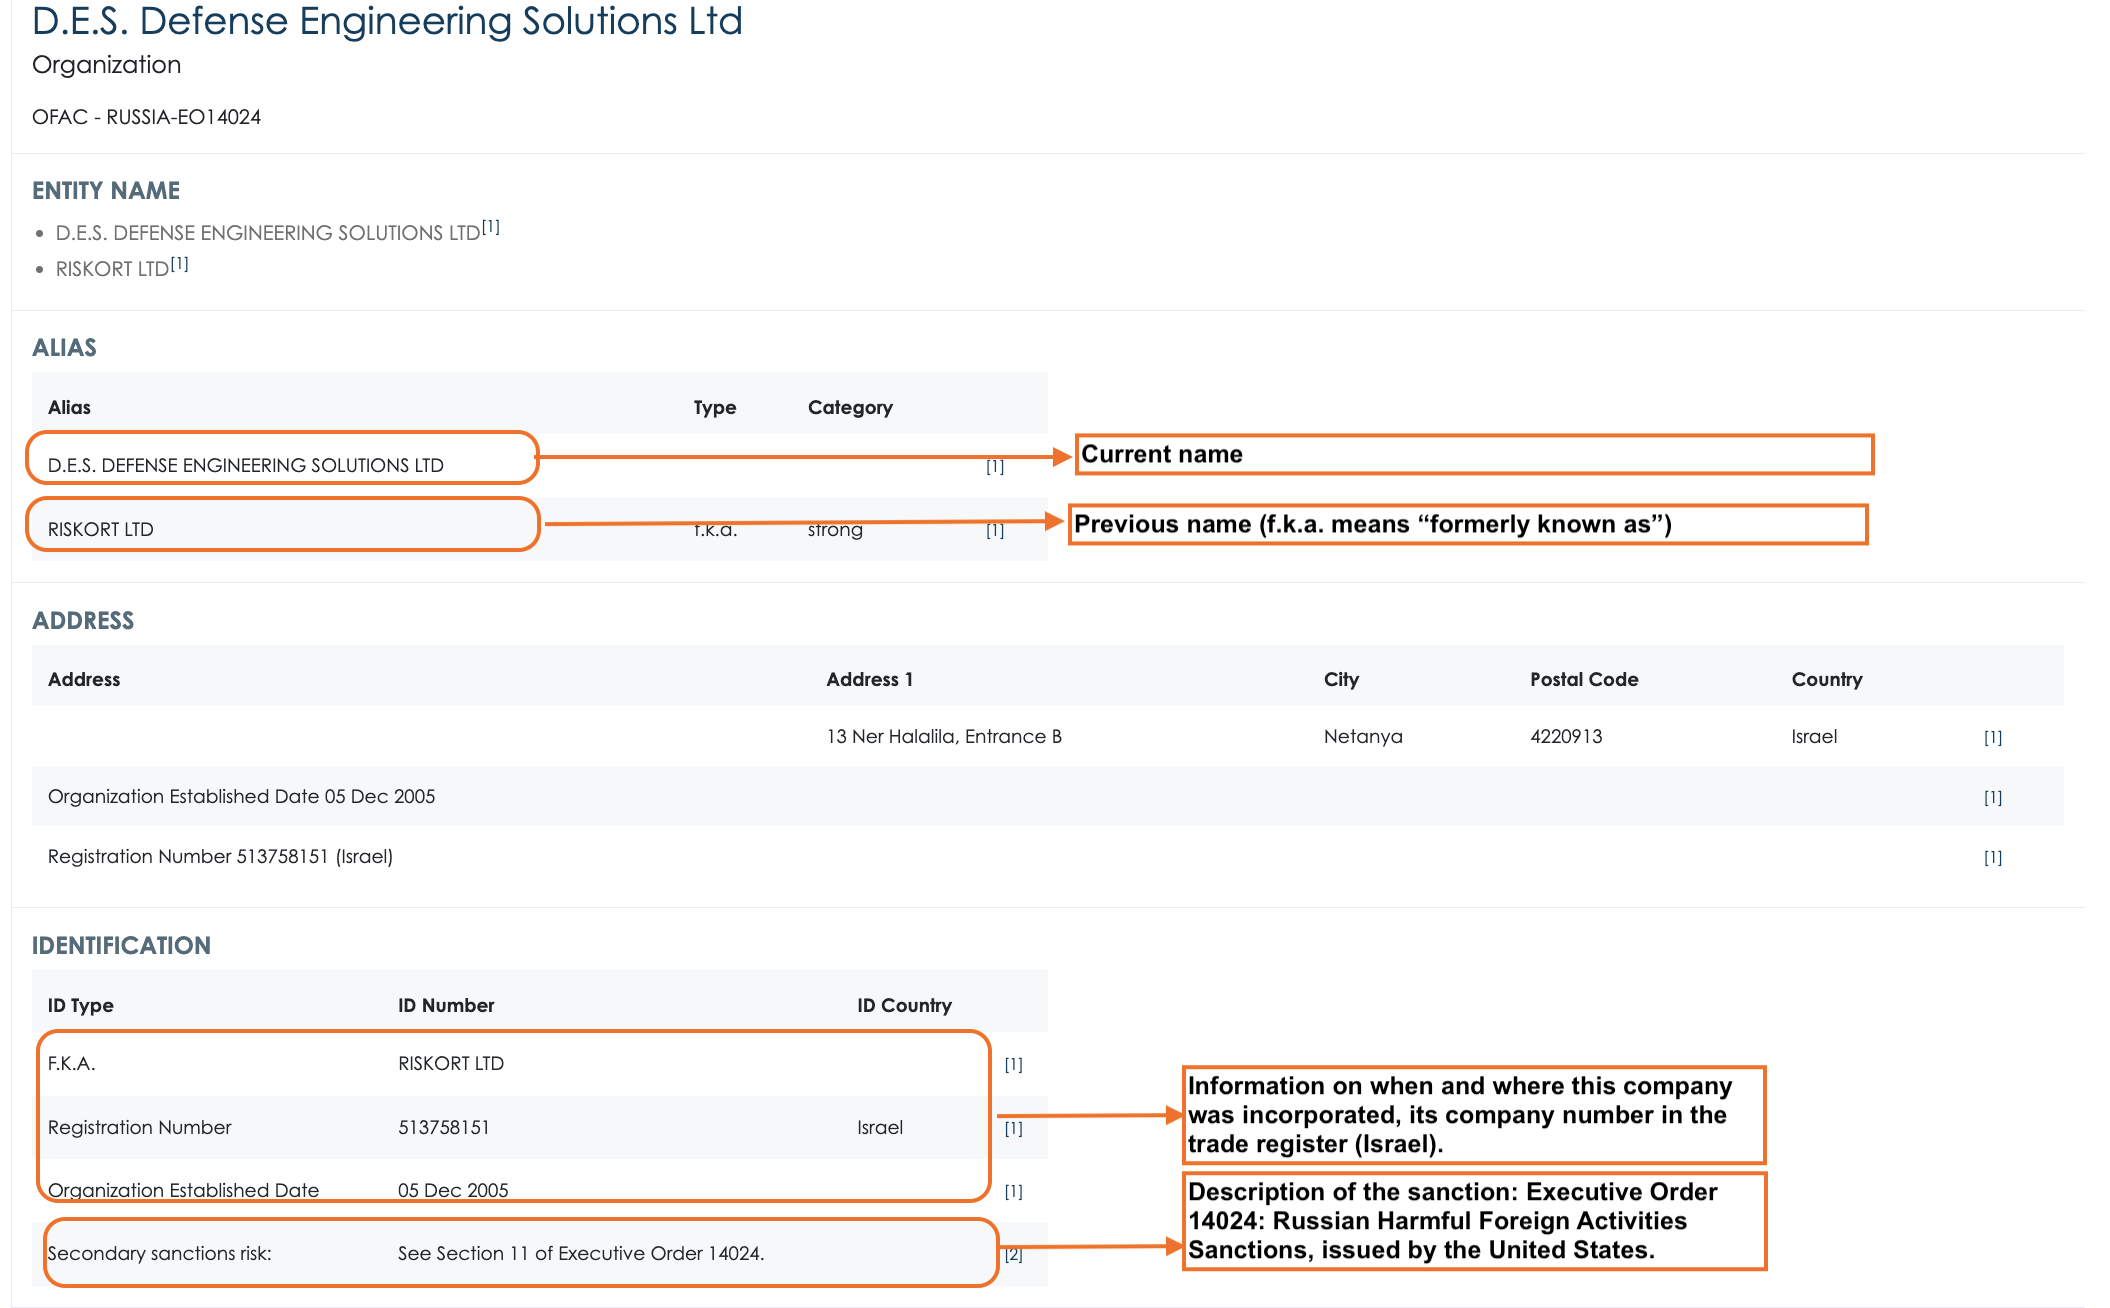 D.E.S. Defense Engineering Solutions Ltd
Organization
OFAC - RUSSIA-EO14024
ENTITY NAME
• D.E.S. DEFENSE ENGINEERING SOLUTIONS LTD[1]
• RISKORT LTD[1]
ALIAS
Alias Type Category
D.E.S. DEFENSE ENGINEERING SOLUTIONS LTD [1] Current name
RISKORT LTD f.k.a. strong [1] Previous name (f.k.a. means “formerly known as”)
ADDRESS
Address Address 1 City Postal Code Country
13 Ner Halalila, Entrance B Netanya 4220913 Israel [1]
Organization Established Date 05 Dec 2005 [1]
Registration Number 513758151 (Israel) [1]
IDENTIFICATION
ID Type ID Number ID Country
F.K.A. RISKORT LTD [1]
Registration Number 513758151 Israel [1]
Organization Established Date 05 Dec 2005 [1]
Secondary sanctions risk: See Section 11 of Executive Order 14024. [2]
Information on when and where this company
was incorporated, its company number in the
trade register (Israel).
Description of the sanction: Executive Order
14024: Russian Harmful Foreign Activities
Sanctions, issued by the United States.